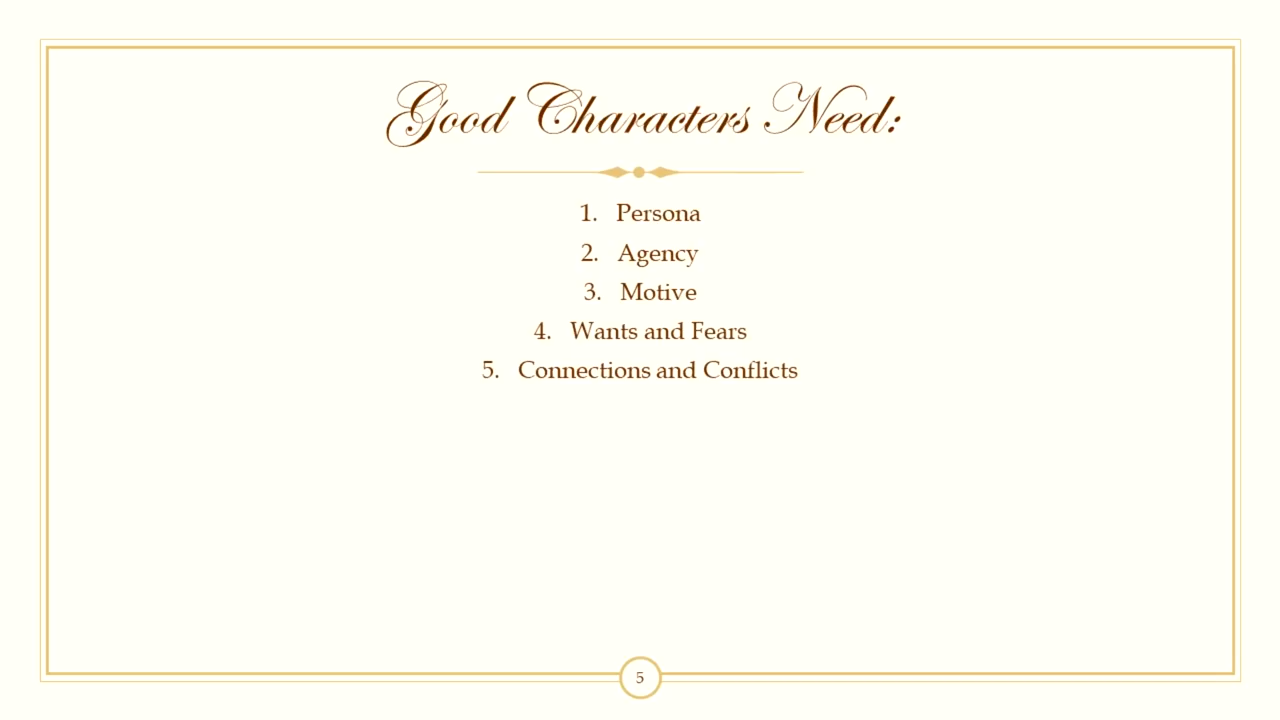 Good Characters Need:
1. Persona
2. Agency
3. Motive
4. Wants and Fears
5. Connections and Conflicts
5